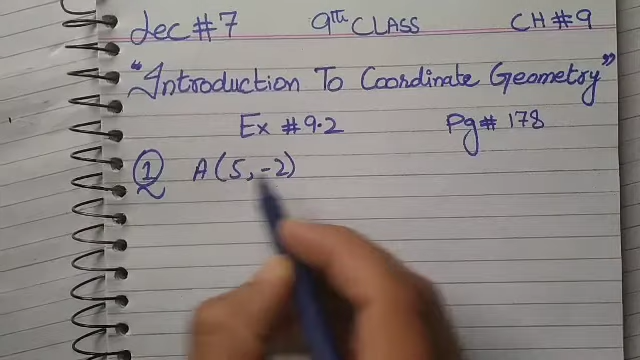 Lec #7 9th CLASS CH #9
"Introduction To Coordinate Geometry"
Ex #9.2 Pg# 178
1 A(5,-2)